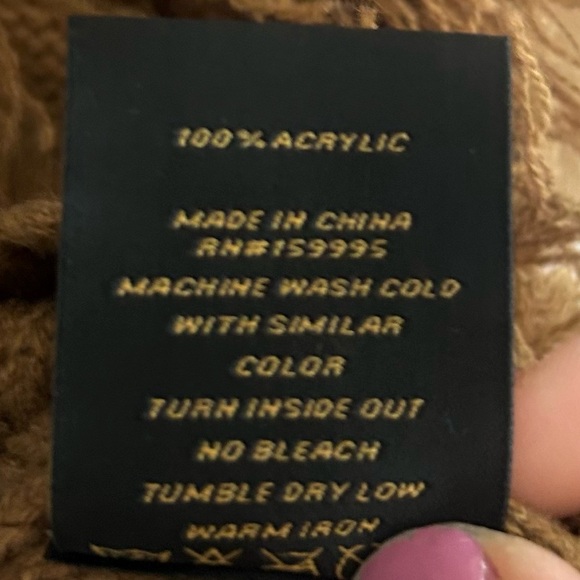 100% ACRYLIC
MADE IN CHINA
RN#159995
MACHINE WASH COLD
WITH SIMILAR
COLOR
TURN INSIDE OUT
NO BLEACH
TUMBLE DRY LOW
WARM IRON